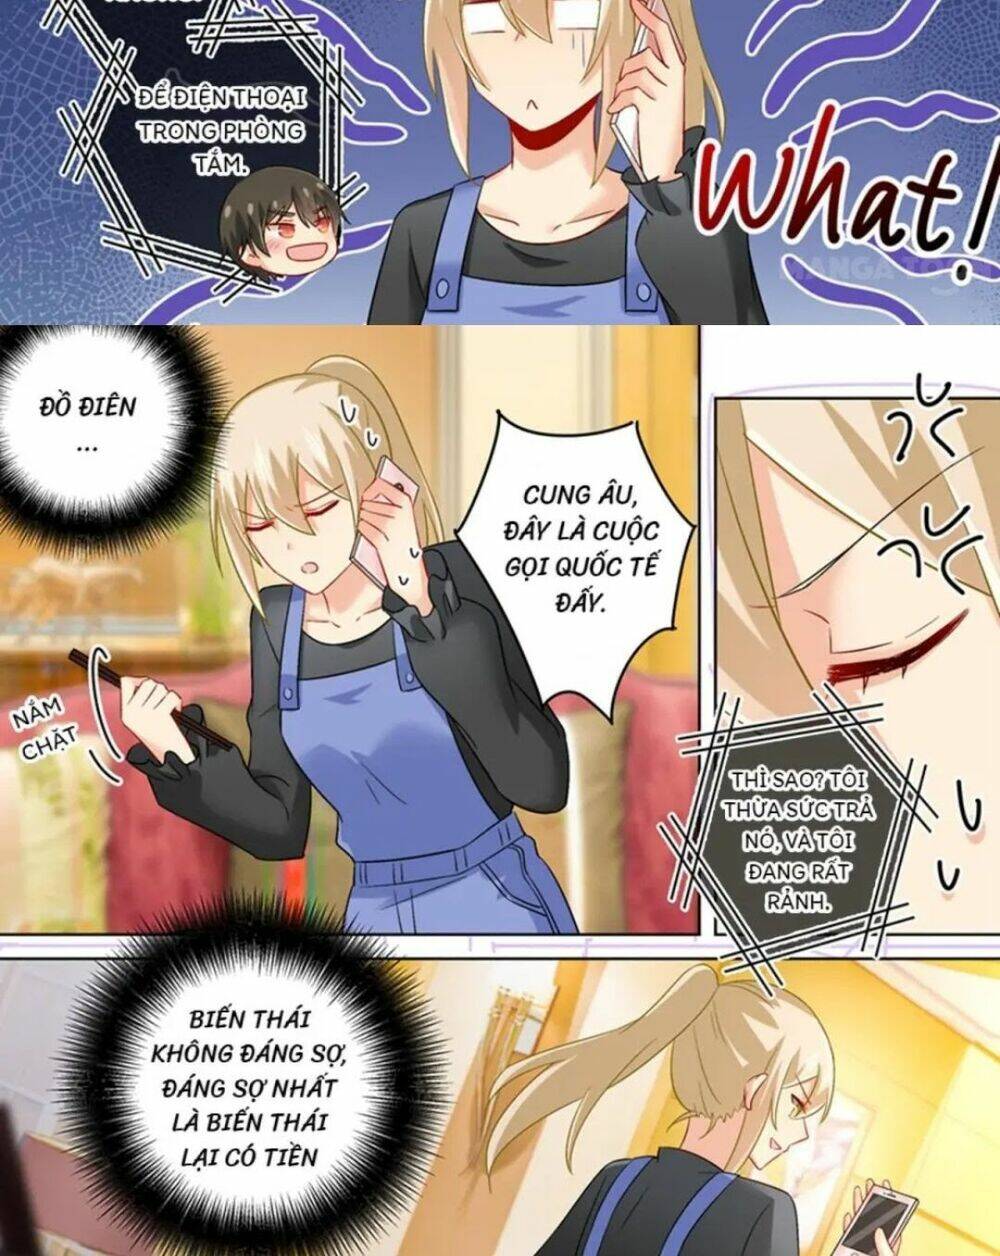 ĐỂ ĐIỆN THOẠI
TRONG PHÒNG
TẮM.
What!
MANGA TOON
ĐỒ ĐIÊN
...
CUNG ÂU,
ĐÂY LÀ CUỘC
GỌI QUỐC TẾ
ĐẤY.
NẮM
CHẶT
THÌ SAO? TÔI
THỪA SỨC TRẢ
NÓ, VÀ TÔI
ĐANG RẤT
RẢNH.
BIẾN THÁI
KHÔNG ĐÁNG SỢ,
ĐÁNG SỢ NHẤT
LÀ BIẾN THÁI
LẠI CÓ TIỀN